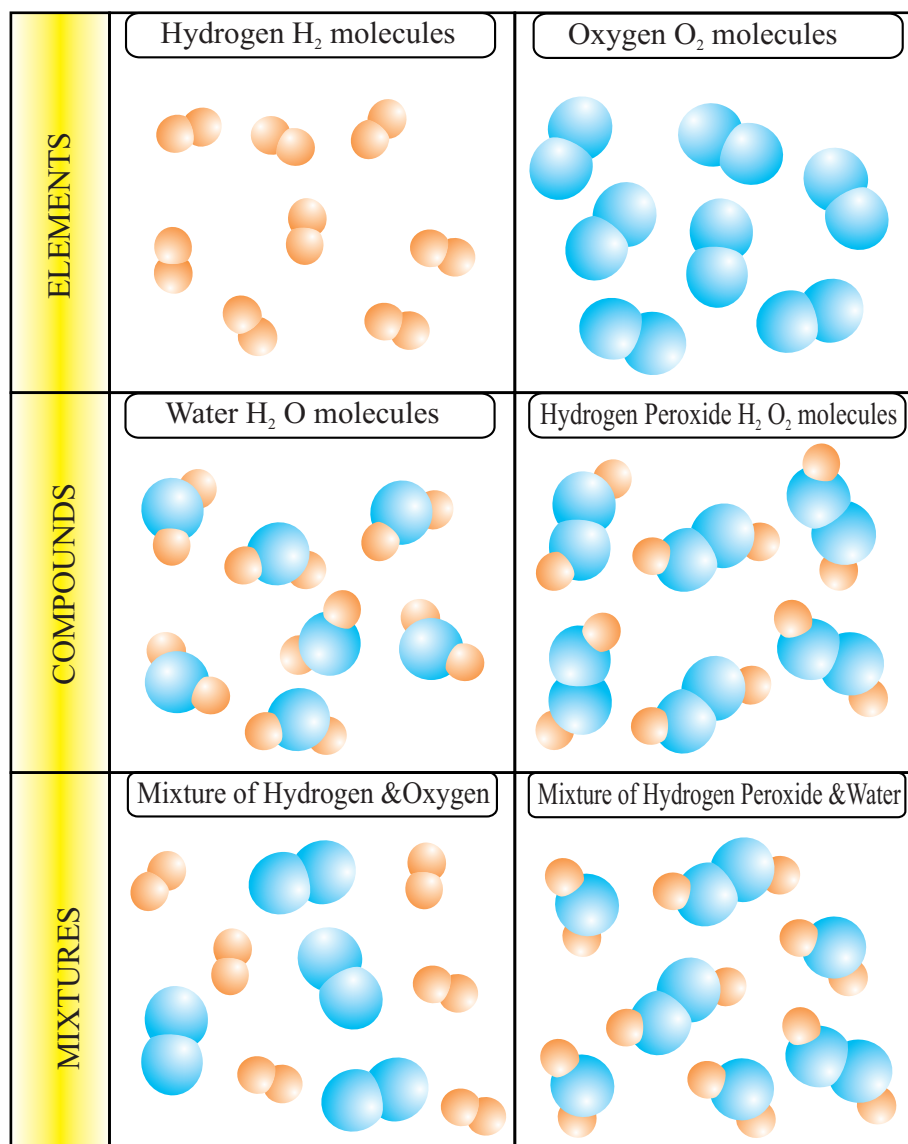 ELEMENTS
Hydrogen H₂ molecules
Oxygen O₂ molecules
COMPOUNDS
Water H₂ O molecules
Hydrogen Peroxide H₂ O₂ molecules
MIXTURES
Mixture of Hydrogen &Oxygen
Mixture of Hydrogen Peroxide &Water